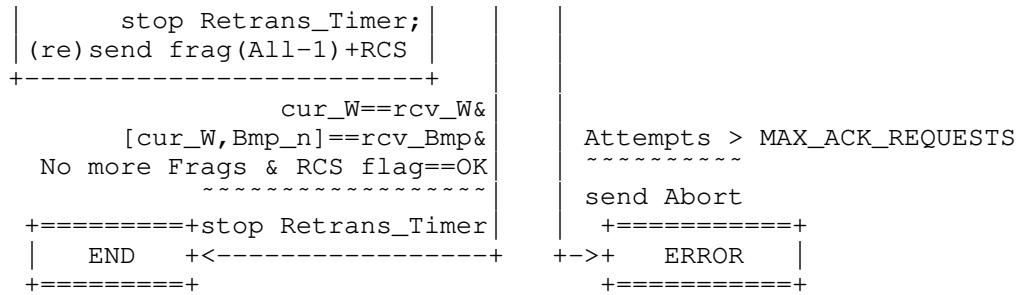 |       stop Retrans_Timer;|   |   |
|(re)send frag(All-1)+RCS |   |   |
+-------------------------+   |   |
                 cur_W==rcv_W&|   |
       [cur_W,Bmp_n]==rcv_Bmp&|   | Attempts > MAX_ACK_REQUESTS
  No more Frags & RCS flag==OK|   | ~~~~~~~~~~
            ~~~~~~~~~~~~~~~~~~|   | send Abort
 +=========+stop Retrans_Timer|   |  +===========+
 |   END   +<-----------------+   +->+   ERROR   |
 +=========+                         +===========+